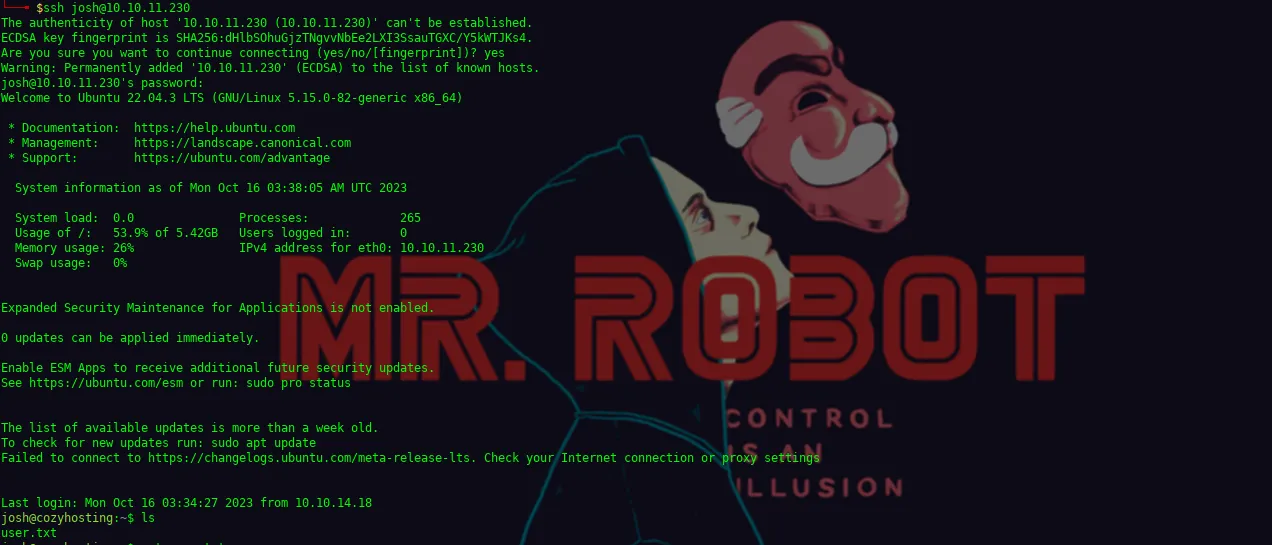 $ssh josh@10.10.11.230
The authenticity of host '10.10.11.230 (10.10.11.230)' can't be established.
ECDSA key fingerprint is SHA256:dHlbSOhuGjzTNgvvNbEe2LXI3SsauTGXC/Y5kWTJKs4.
Are you sure you want to continue connecting (yes/no/[fingerprint])? yes
Warning: Permanently added '10.10.11.230' (ECDSA) to the list of known hosts.
josh@10.10.11.230's password:
Welcome to Ubuntu 22.04.3 LTS (GNU/Linux 5.15.0-82-generic x86_64)
* Documentation: https://help.ubuntu.com
* Management: https://landscape.canonical.com
* Support: https://ubuntu.com/advantage
System information as of Mon Oct 16 03:38:05 AM UTC 2023
System load: 0.0 Processes: 265
Usage of /: 53.9% of 5.42GB Users logged in: 0
Memory usage: 26% IPv4 address for eth0: 10.10.11.230
Swap usage: 0%
MR. ROBOT
Expanded Security Maintenance for Applications is not enabled.
0 updates can be applied immediately.
Enable ESM Apps to receive additional future security updates.
See https://ubuntu.com/esm or run: sudo pro status
CONTROL
IS AN
ILLUSION
The list of available updates is more than a week old.
To check for new updates run: sudo apt update
Failed to connect to https://changelogs.ubuntu.com/meta-release-lts. Check your Internet connection or proxy settings
Last login: Mon Oct 16 03:34:27 2023 from 10.10.14.18
josh@cozyhosting:~$ ls
user.txt